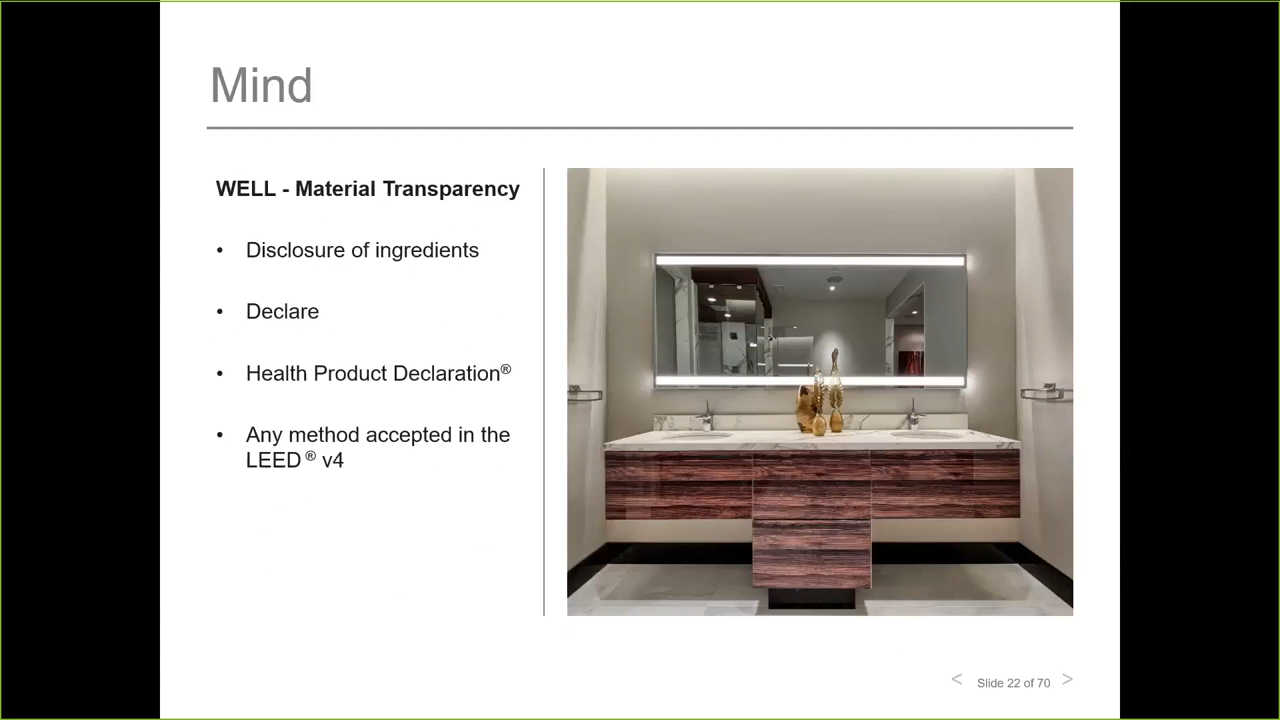 Mind
WELL - Material Transparency
• Disclosure of ingredients
• Declare
• Health Product Declaration®
• Any method accepted in the
LEED ® v4
< Slide 22 of 70 >